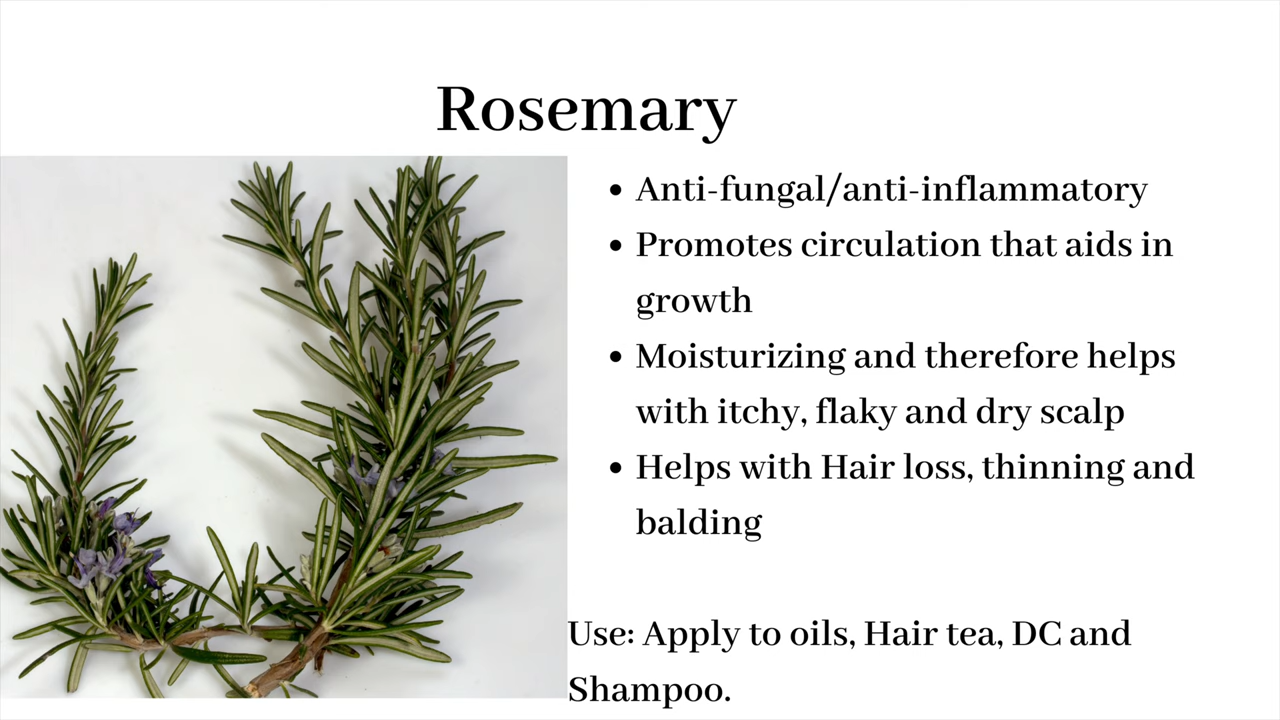 Rosemary
• Anti-fungal/anti-inflammatory
• Promotes circulation that aids in
growth
• Moisturizing and therefore helps
with itchy, flaky and dry scalp
• Helps with Hair loss, thinning and
balding
Use: Apply to oils, Hair tea, DC and
Shampoo.